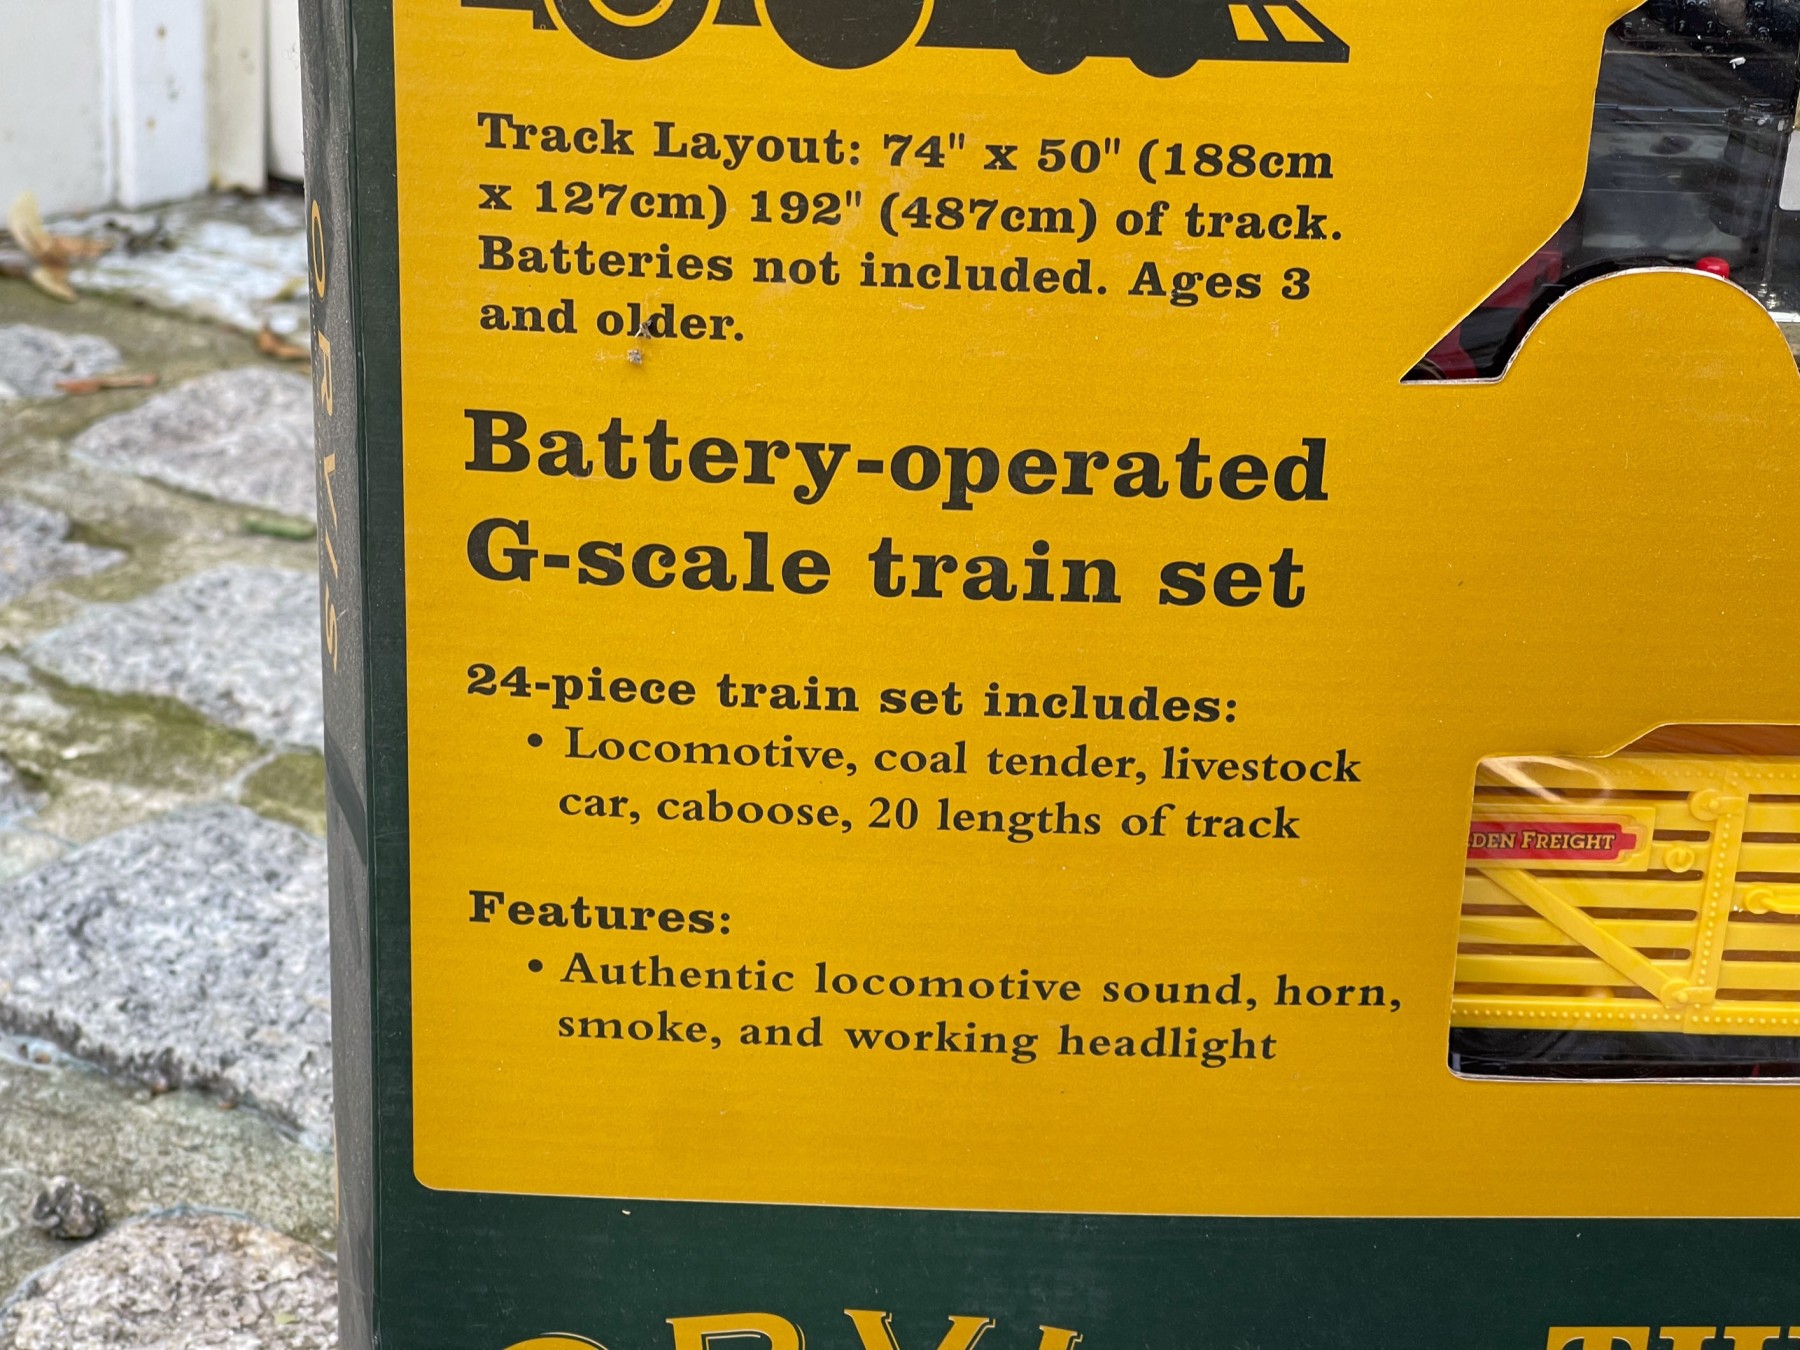 Track Layout: 74" x 50" (188cm
x 127cm) 192" (487cm) of track.
Batteries not included. Ages 3
and older.
Battery-operated
G-scale train set
24-piece train set includes:
• Locomotive, coal tender, livestock
car, caboose, 20 lengths of track
Features:
• Authentic locomotive sound, horn,
smoke, and working headlight
DEN FREIGHT
ORVIS